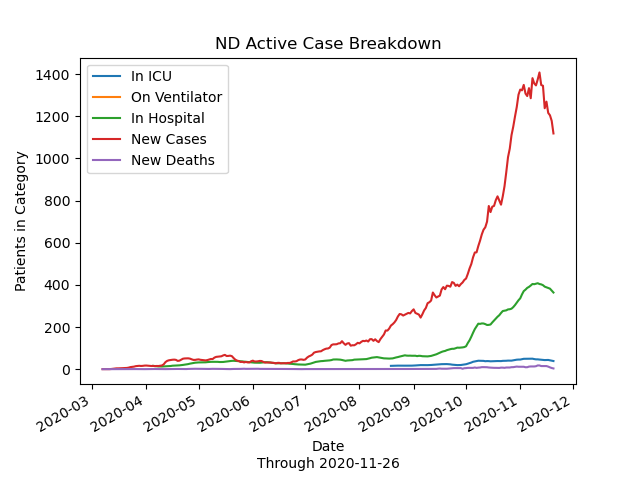 ND Active Case Breakdown
In ICU
On Ventilator
In Hospital
New Cases
New Deaths
Patients in Category
1400
1200
1000
800
600
400
200
0
2020-03
2020-04
2020-05
2020-06
2020-07
2020-08
2020-09
2020-10
2020-11
2020-12
Date
Through 2020-11-26